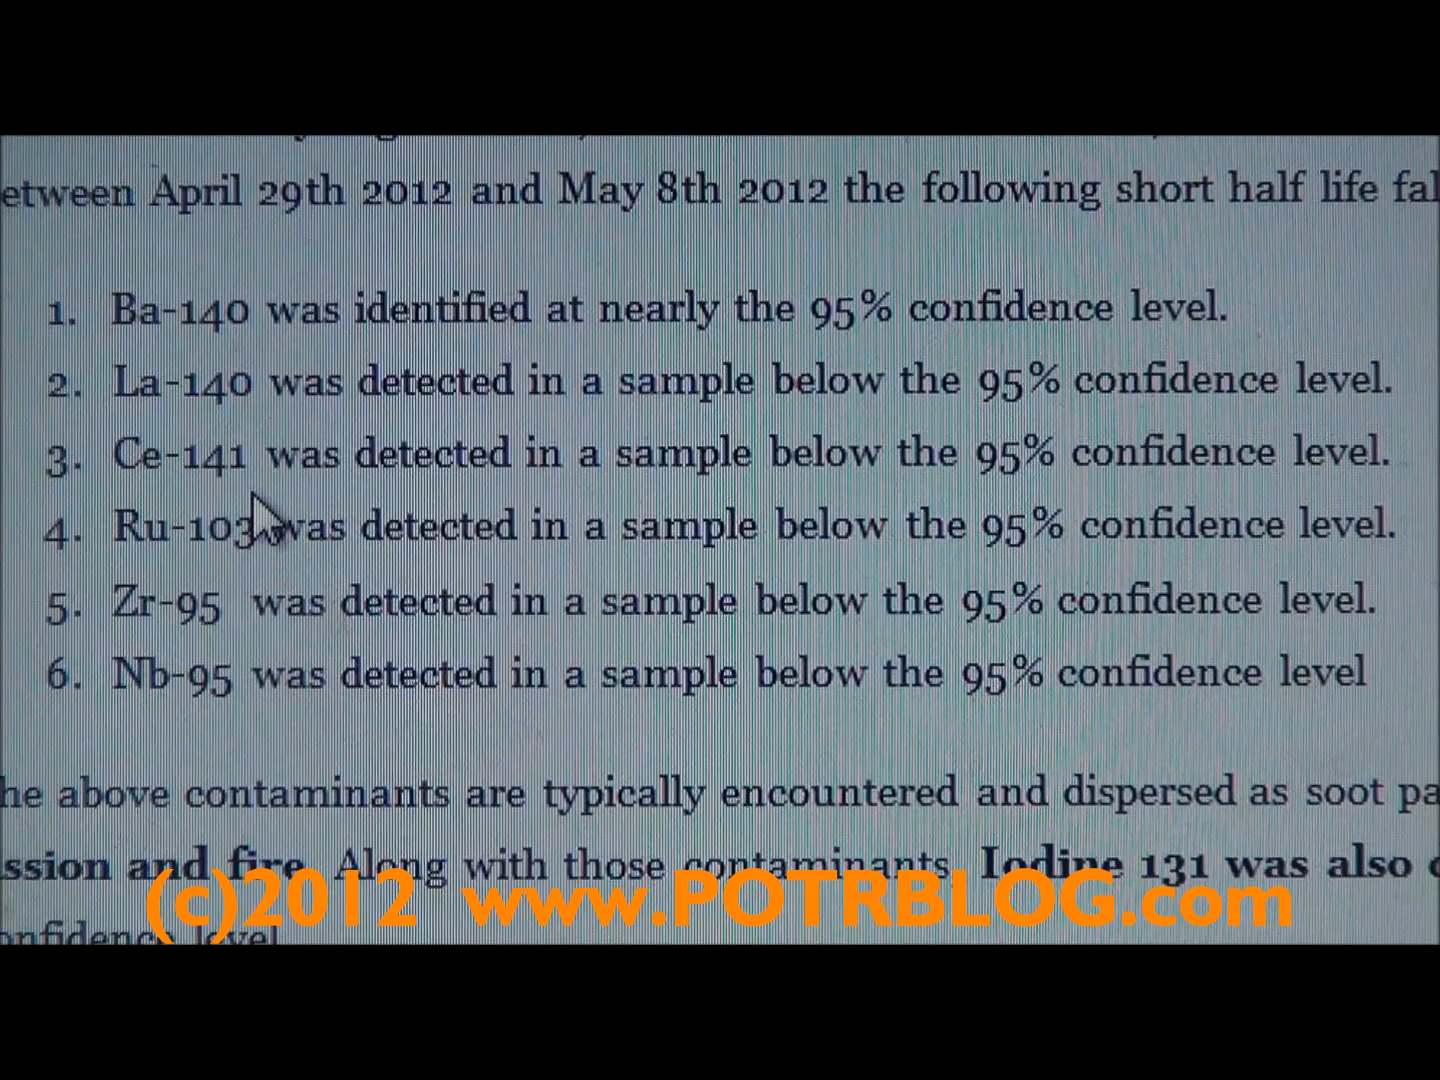 etween April 29th 2012 and May 8th 2012 the following short half life fal
1. Ba-140 was identified at nearly the 95% confidence level.
2. La-140 was detected in a sample below the 95% confidence level.
3. Ce-141 was detected in a sample below the 95% confidence level.
4. Ru-103 was detected in a sample below the 95% confidence level.
5. Zr-95 was detected in a sample below the 95% confidence level.
6. Nb-95 was detected in a sample below the 95% confidence level
he above contaminants are typically encountered and dispersed as soot pa
ssion and fire. Along with those contaminants, Iodine 131 was also
(c)2012 www.POTRBLOG.com
onfidence level